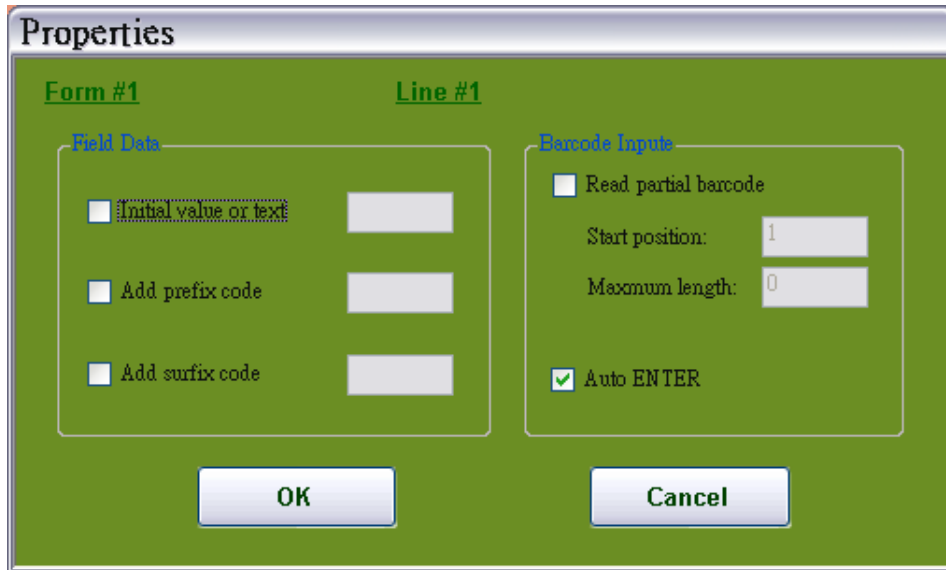 Properties
Form #1
Line #1
Field Data
Initial value or text
Add prefix code
Add surfix code
Barcode Inpute
Read partial barcode
Start position: 1
Maxmum length: 0
Auto ENTER
OK
Cancel